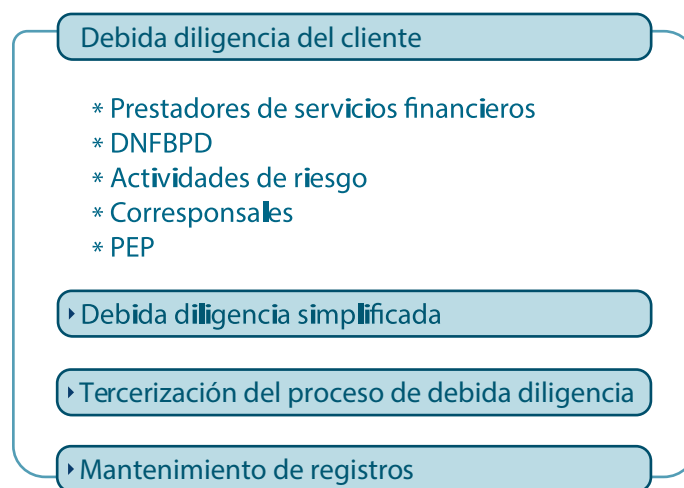 Debida diligencia del cliente
* Prestadores de servicios financieros
* DNFBPD
* Actividades de riesgo
* Corresponsales
* PEP
Debida diligencia simplificada
Tercerización del proceso de debida diligencia
Mantenimiento de registros